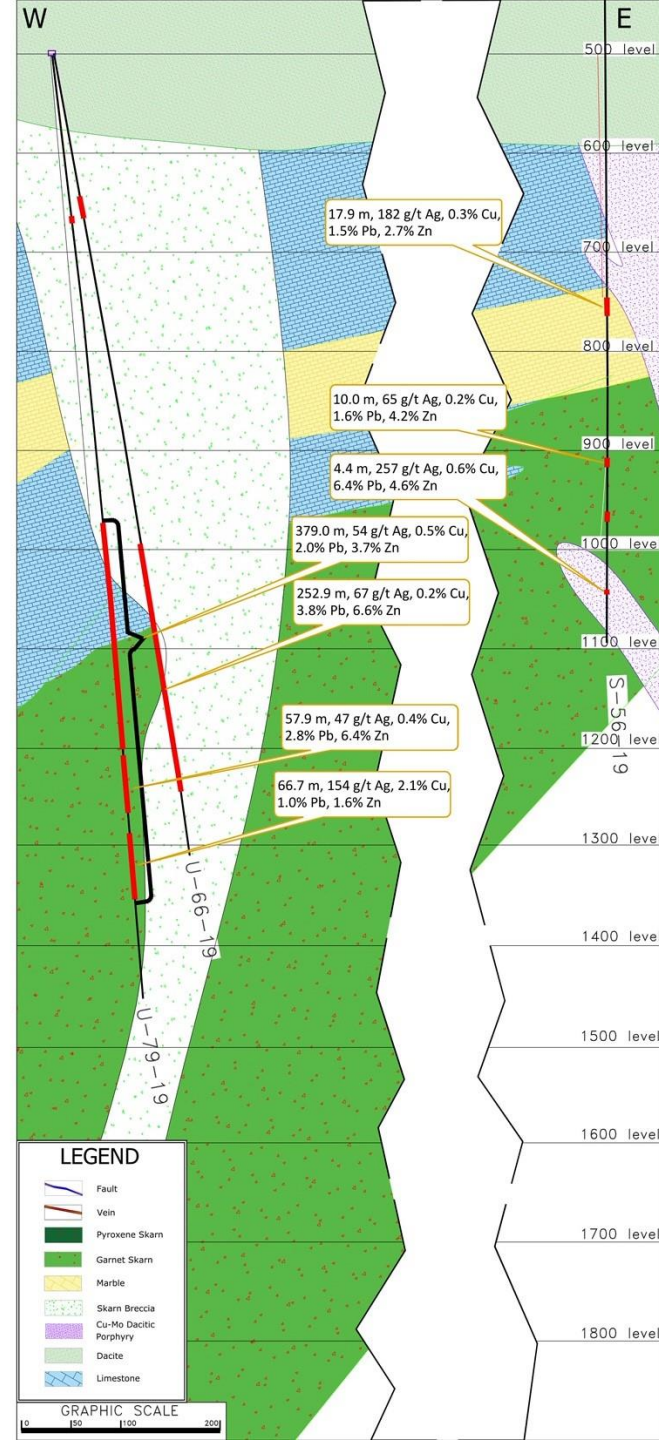 W
E
500 level
600 level
17.9 m, 182 g/t Ag, 0.3% Cu,
1.5% Pb, 2.7% Zn
700 level
800 level
10.0 m, 65 g/t Ag, 0.2% Cu,
1.6% Pb, 4.2% Zn
900 level
4.4 m, 257 g/t Ag, 0.6% Cu,
6.4% Pb, 4.6% Zn
379.0 m, 54 g/t Ag, 0.5% Cu,
2.0% Pb, 3.7% Zn
1000 level
252.9 m, 67 g/t Ag, 0.2% Cu,
3.8% Pb, 6.6% Zn
1100 level
S-56-19
57.9 m, 47 g/t Ag, 0.4% Cu,
2.8% Pb, 6.4% Zn
1200 level
66.7 m, 154 g/t Ag, 2.1% Cu,
1.0% Pb, 1.6% Zn
1300 level
U-66-19
1400 level
U-79-19
1500 level
1600 level
1700 level
1800 level
LEGEND
Fault
Vein
Pyroxene Skarn
Garnet Skarn
Marble
Skarn Breccia
Cu-Mo Dacitic
Porphyry
Dacite
Limestone
GRAPHIC SCALE
0 50 100 200